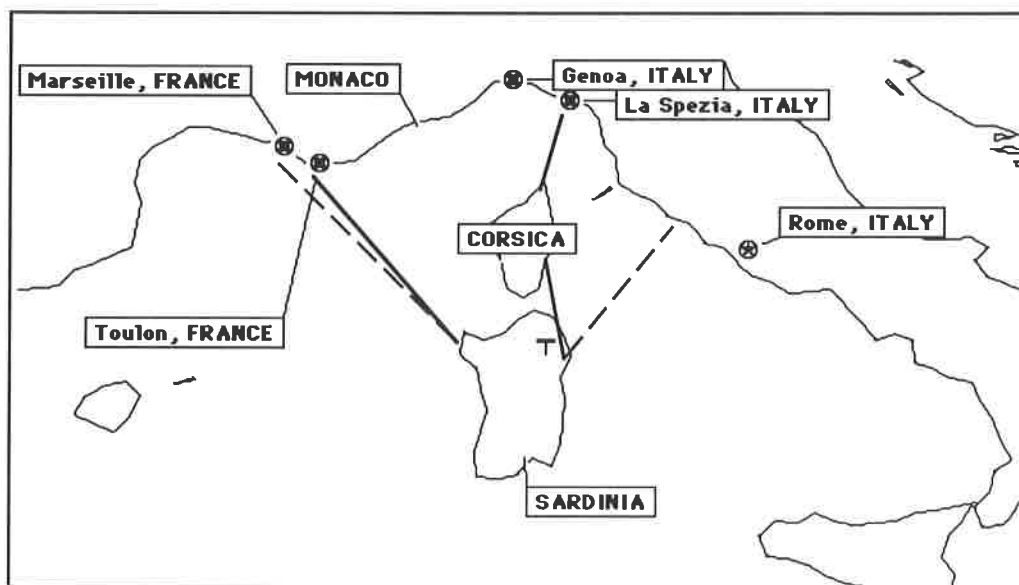 Marseille, FRANCE
MONACO
Genoa, ITALY
La Spezia, ITALY
Rome, ITALY
CORSICA
Toulon, FRANCE
T
SARDINIA